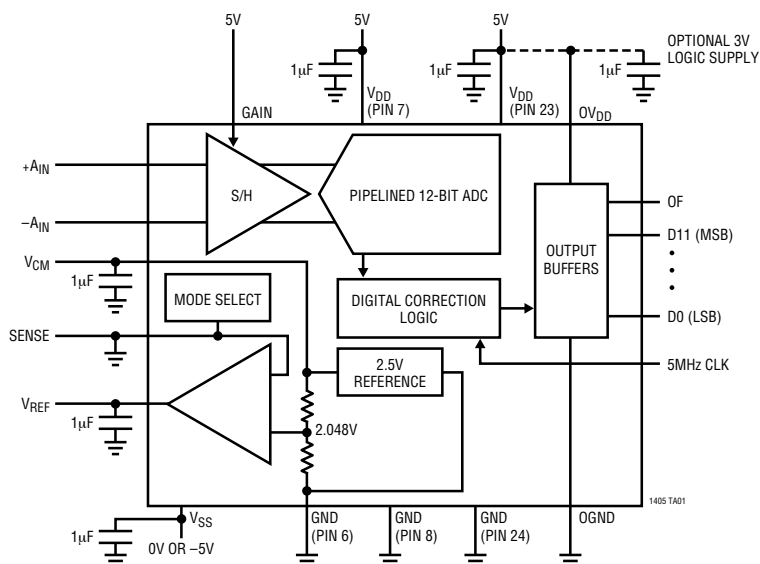 5V
5V
5V
OPTIONAL 3V
LOGIC SUPPLY
1µF
1µF
1µF
GAIN
VDD
(PIN 7)
VDD
(PIN 23)
OVDD
+AIN
–AIN
S/H
PIPELINED 12-BIT ADC
OUTPUT
BUFFERS
OF
D11 (MSB)
D0 (LSB)
VCM
1µF
MODE SELECT
DIGITAL CORRECTION
LOGIC
SENSE
2.5V
REFERENCE
5MHz CLK
VREF
1µF
2.048V
1405 TA01
VSS
1µF
0V OR –5V
GND
(PIN 6)
GND
(PIN 8)
GND
(PIN 24)
OGND